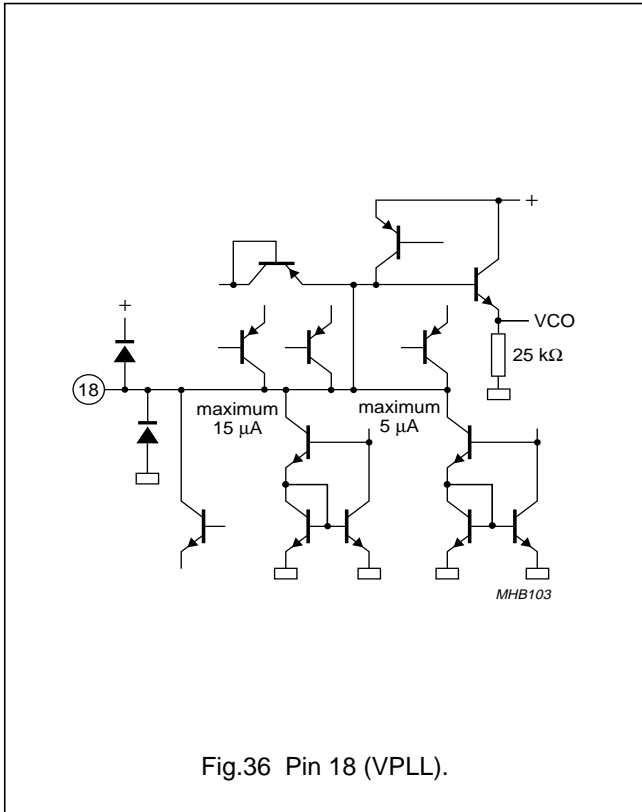 +
VCO
+
25 kΩ
18
maximum
15 μA
maximum
5 μA
MHB103
Fig.36 Pin 18 (VPLL).